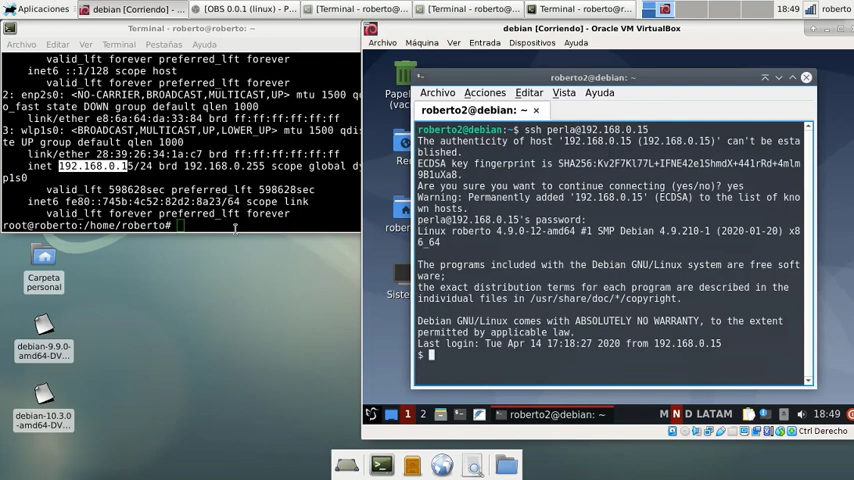 Aplicaciones
debian [Corriendo] - ...
[OBS 0.0.1 (linux) - ...
[Terminal - roberto@...
[Terminal - roberto@...
Terminal - roberto@r...
18:49
roberto
Terminal - roberto@roberto: ~
Archivo Editar Ver Terminal Pestañas Ayuda
valid_lft forever preferred_lft forever
inet6 ::1/128 scope host
valid_lft forever preferred_lft forever
2: enp2s0: <NO-CARRIER,BROADCAST,MULTICAST,UP> mtu 1500 qd
o_fast state DOWN group default qlen 1000
link/ether e8:6a:64:da:33:84 brd ff:ff:ff:ff:ff:ff
3: wlp1s0: <BROADCAST,MULTICAST,UP,LOWER_UP> mtu 1500 qdis
te UP group default qlen 1000
link/ether 28:39:26:34:1a:c7 brd ff:ff:ff:ff:ff:ff
inet 192.168.0.15/24 brd 192.168.0.255 scope global dy
p1s0
valid_lft 598628sec preferred_lft 598628sec
inet6 fe80::745b:4c52:82d2:8a23/64 scope link
valid_lft forever preferred_lft forever
root@roberto:/home/roberto#
Carpeta
personal
debian-9.9.0-
amd64-DV...
debian-10.3.0
-amd64-DV...
debian [Corriendo] - Oracle VM VirtualBox
Archivo Máquina Ver Entrada Dispositivos Ayuda
roberto2@debian: ~
Archivo Acciones Editar Vista Ayuda
roberto2@debian: ~
roberto2@debian:~$ ssh perla@192.168.0.15
The authenticity of host '192.168.0.15 (192.168.0.15)' can't be esta
blished.
ECDSA key fingerprint is SHA256:Kv2F7Kl77L+IFNE42e1ShmdX+441rRd+4mlm
9B1uXa8.
Are you sure you want to continue connecting (yes/no)? yes
Warning: Permanently added '192.168.0.15' (ECDSA) to the list of kno
wn hosts.
perla@192.168.0.15's password:
Linux roberto 4.9.0-12-amd64 #1 SMP Debian 4.9.210-1 (2020-01-20) x8
6_64
The programs included with the Debian GNU/Linux system are free soft
ware;
the exact distribution terms for each program are described in the
individual files in /usr/share/doc/*/copyright.
Debian GNU/Linux comes with ABSOLUTELY NO WARRANTY, to the extent
permitted by applicable law.
Last login: Tue Apr 14 17:18:27 2020 from 192.168.0.15
$
1 2
roberto2@debian: ~
M N D LATAM
18:49
Ctrl Derecho